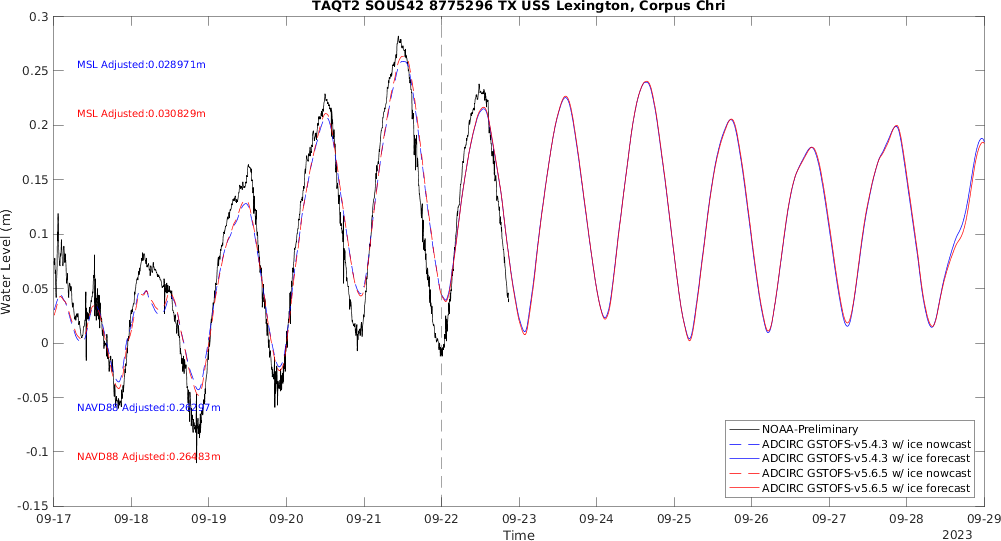 TAQT2 SOUS42 8775296 TX USS Lexington, Corpus Chri
0.3
0.25
0.2
0.15
0.1
0.05
0
-0.05
-0.1
-0.15
Water Level (m)
MSL Adjusted:0.028971m
MSL Adjusted:0.030829m
NAVD88 Adjusted:0.26297m
NAVD88 Adjusted:0.26483m
NOAA-Preliminary
ADCIRC GSTOFS-v5.4.3 w/ ice nowcast
ADCIRC GSTOFS-v5.4.3 w/ ice forecast
ADCIRC GSTOFS-v5.6.5 w/ ice nowcast
ADCIRC GSTOFS-v5.6.5 w/ ice forecast
09-17 09-18 09-19 09-20 09-21 09-22 09-23 09-24 09-25 09-26 09-27 09-28 09-29
2023
Time